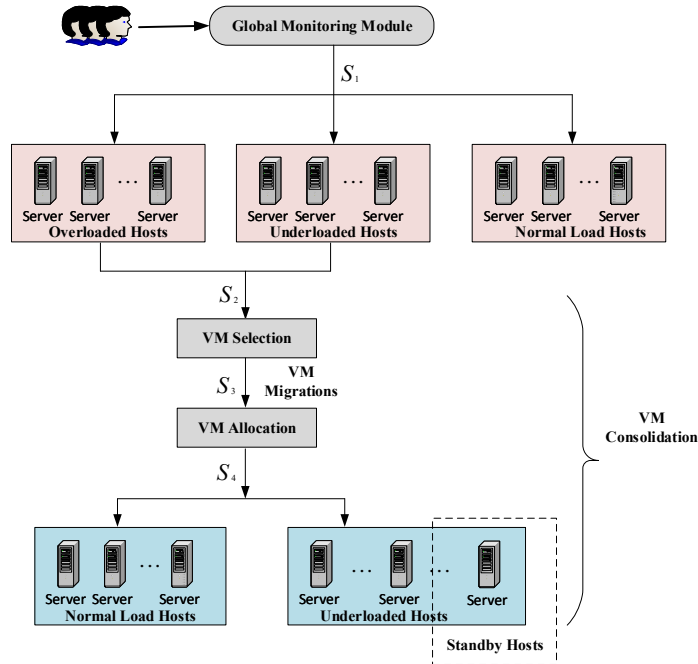 Global Monitoring Module
S1
... ... ...
Server Server Server Server Server Server Server Server Server
Overloaded Hosts Underloaded Hosts Normal Load Hosts
S2
VM Selection
S3 VM
Migrations
VM
Consolidation
VM Allocation
S4
... ... ...
Server Server Server Server Server Server
Normal Load Hosts Underloaded Hosts
Standby Hosts